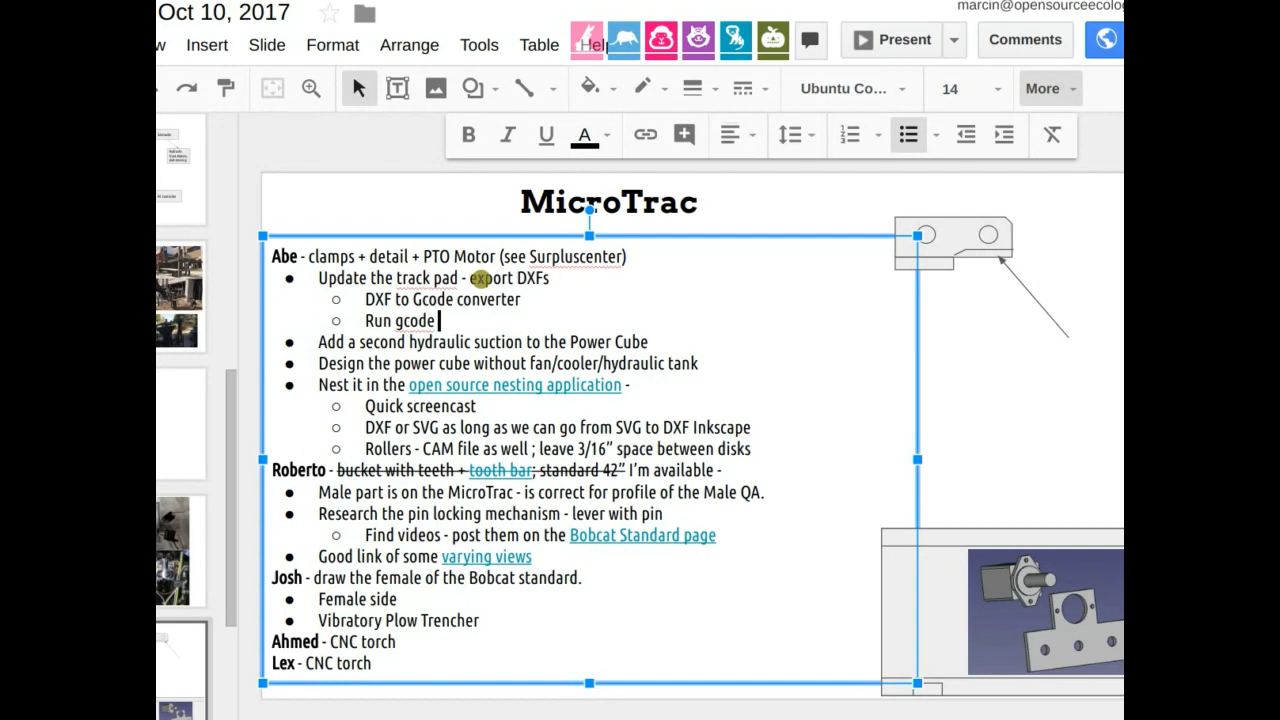 Oct 10, 2017
marcin@opensourceecolog
w Insert Slide Format Arrange Tools Table Help
Present Comments
Ubuntu Co... 14 More
B I U A
MicroTrac
Abe - clamps + detail + PTO Motor (see Surpluscenter)
● Update the track pad - export DXFs
○ DXF to Gcode converter
○ Run gcode
● Add a second hydraulic suction to the Power Cube
● Design the power cube without fan/cooler/hydraulic tank
● Nest it in the open source nesting application -
○ Quick screencast
○ DXF or SVG as long as we can go from SVG to DXF Inkscape
○ Rollers - CAM file as well ; leave 3/16” space between disks
Roberto - bucket with teeth + tooth bar; standard 42” I’m available -
● Male part is on the MicroTrac - is correct for profile of the Male QA.
● Research the pin locking mechanism - lever with pin
○ Find videos - post them on the Bobcat Standard page
● Good link of some varying views
Josh - draw the female of the Bobcat standard.
● Female side
● Vibratory Plow Trencher
Ahmed - CNC torch
Lex - CNC torch